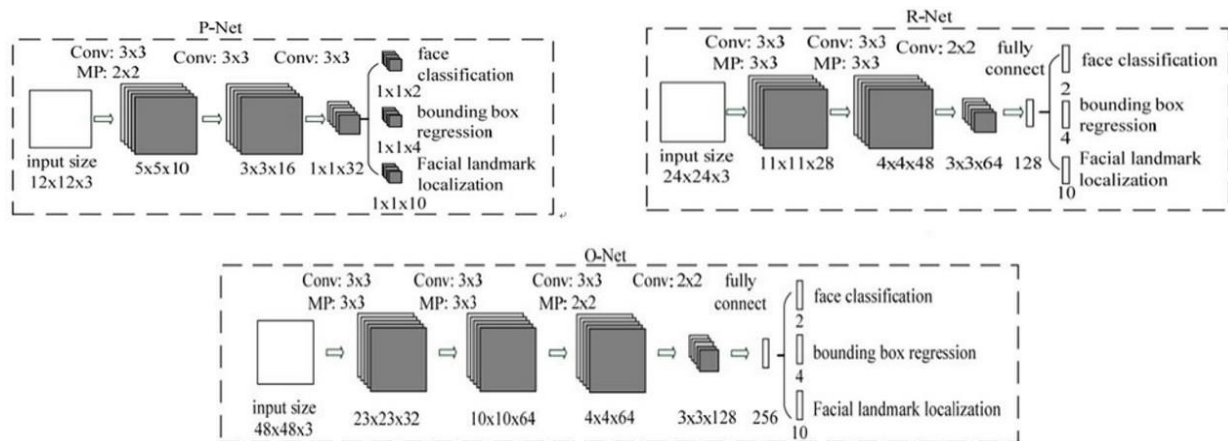 P-Net
Conv: 3x3 Conv: 3x3 Conv: 3x3
MP: 2x2
face
classification
1x1x2
bounding box
regression
1x1x4
Facial landmark
localization
1x1x10
input size
12x12x3
5x5x10
3x3x16
1x1x32
R-Net
Conv: 3x3 Conv: 3x3 Conv: 2x2 fully
MP: 3x3 MP: 3x3 connect
face classification
2
bounding box
regression
4
Facial landmark
localization
10
input size
24x24x3
11x11x28
4x4x48
3x3x64
128
O-Net
Conv: 3x3 Conv: 3x3 Conv: 3x3 Conv: 2x2 fully
MP: 3x3 MP: 3x3 MP: 2x2 connect
face classification
2
bounding box regression
4
Facial landmark localization
10
input size
48x48x3
23x23x32
10x10x64
4x4x64
3x3x128
256